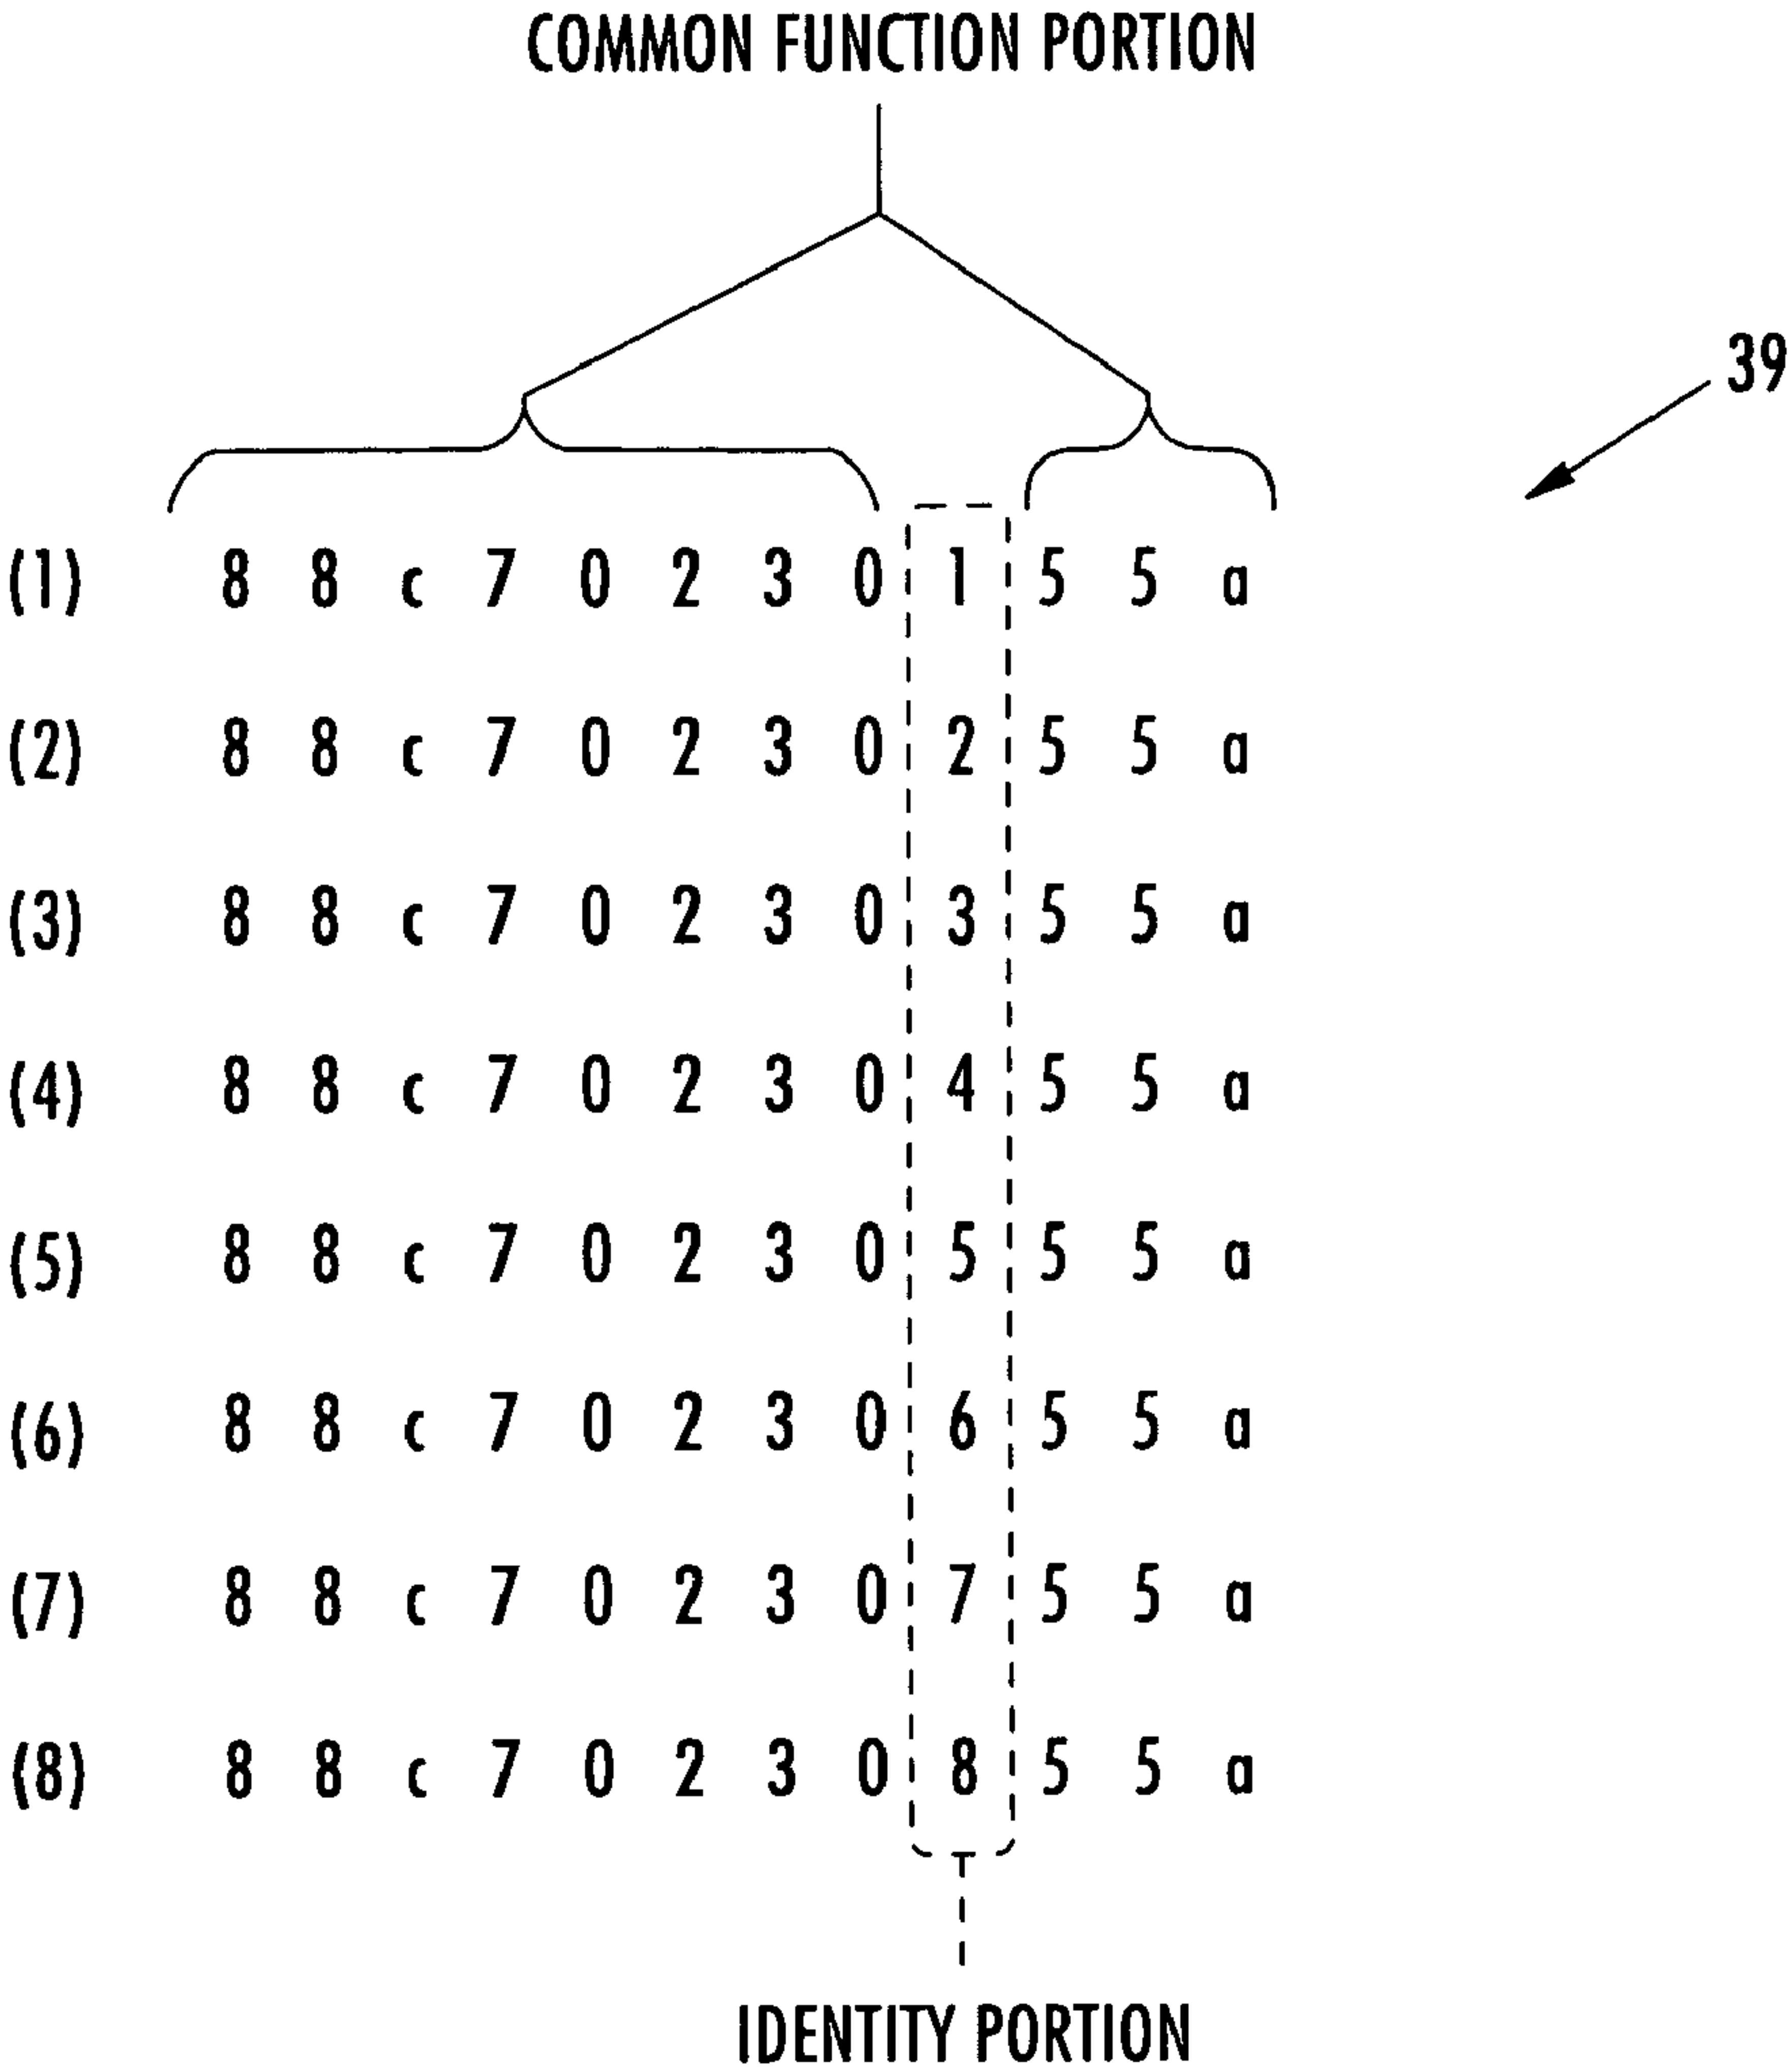 COMMON FUNCTION PORTION
39
(1) 8 8 c 7 0 2 3 0 1 5 5 a
(2) 8 8 c 7 0 2 3 0 2 5 5 a
(3) 8 8 c 7 0 2 3 0 3 5 5 a
(4) 8 8 c 7 0 2 3 0 4 5 5 a
(5) 8 8 c 7 0 2 3 0 5 5 5 a
(6) 8 8 c 7 0 2 3 0 6 5 5 a
(7) 8 8 c 7 0 2 3 0 7 5 5 a
(8) 8 8 c 7 0 2 3 0 8 5 5 a
IDENTITY PORTION